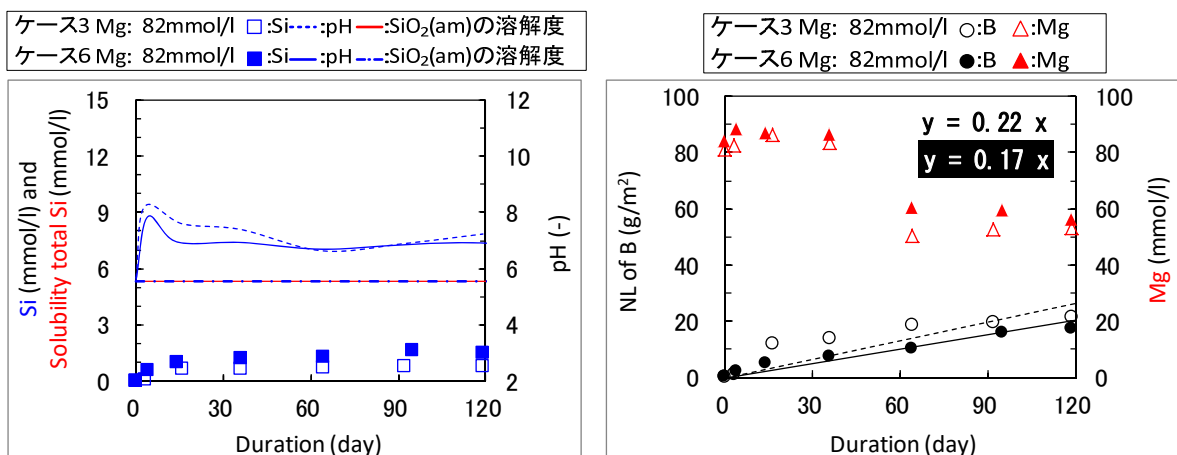 ケース3 Mg: 82mmol/l □:Si ----:pH —:SiO₂(am)の溶解度
ケース6 Mg: 82mmol/l ■:Si —:pH —·—:SiO₂(am)の溶解度
15
12
9
6
3
0
Si (mmol/l) and
Solubility total Si (mmol/l)
12
10
8
6
4
2
pH (-)
0
30
60
90
120
Duration (day)
ケース3 Mg: 82mmol/l ○:B △:Mg
ケース6 Mg: 82mmol/l ●:B ▲:Mg
100
80
60
40
20
0
NL of B (g/m²)
y = 0.22 x
y = 0.17 x
100
80
60
40
20
0
Mg (mmol/l)
0
30
60
90
120
Duration (day)